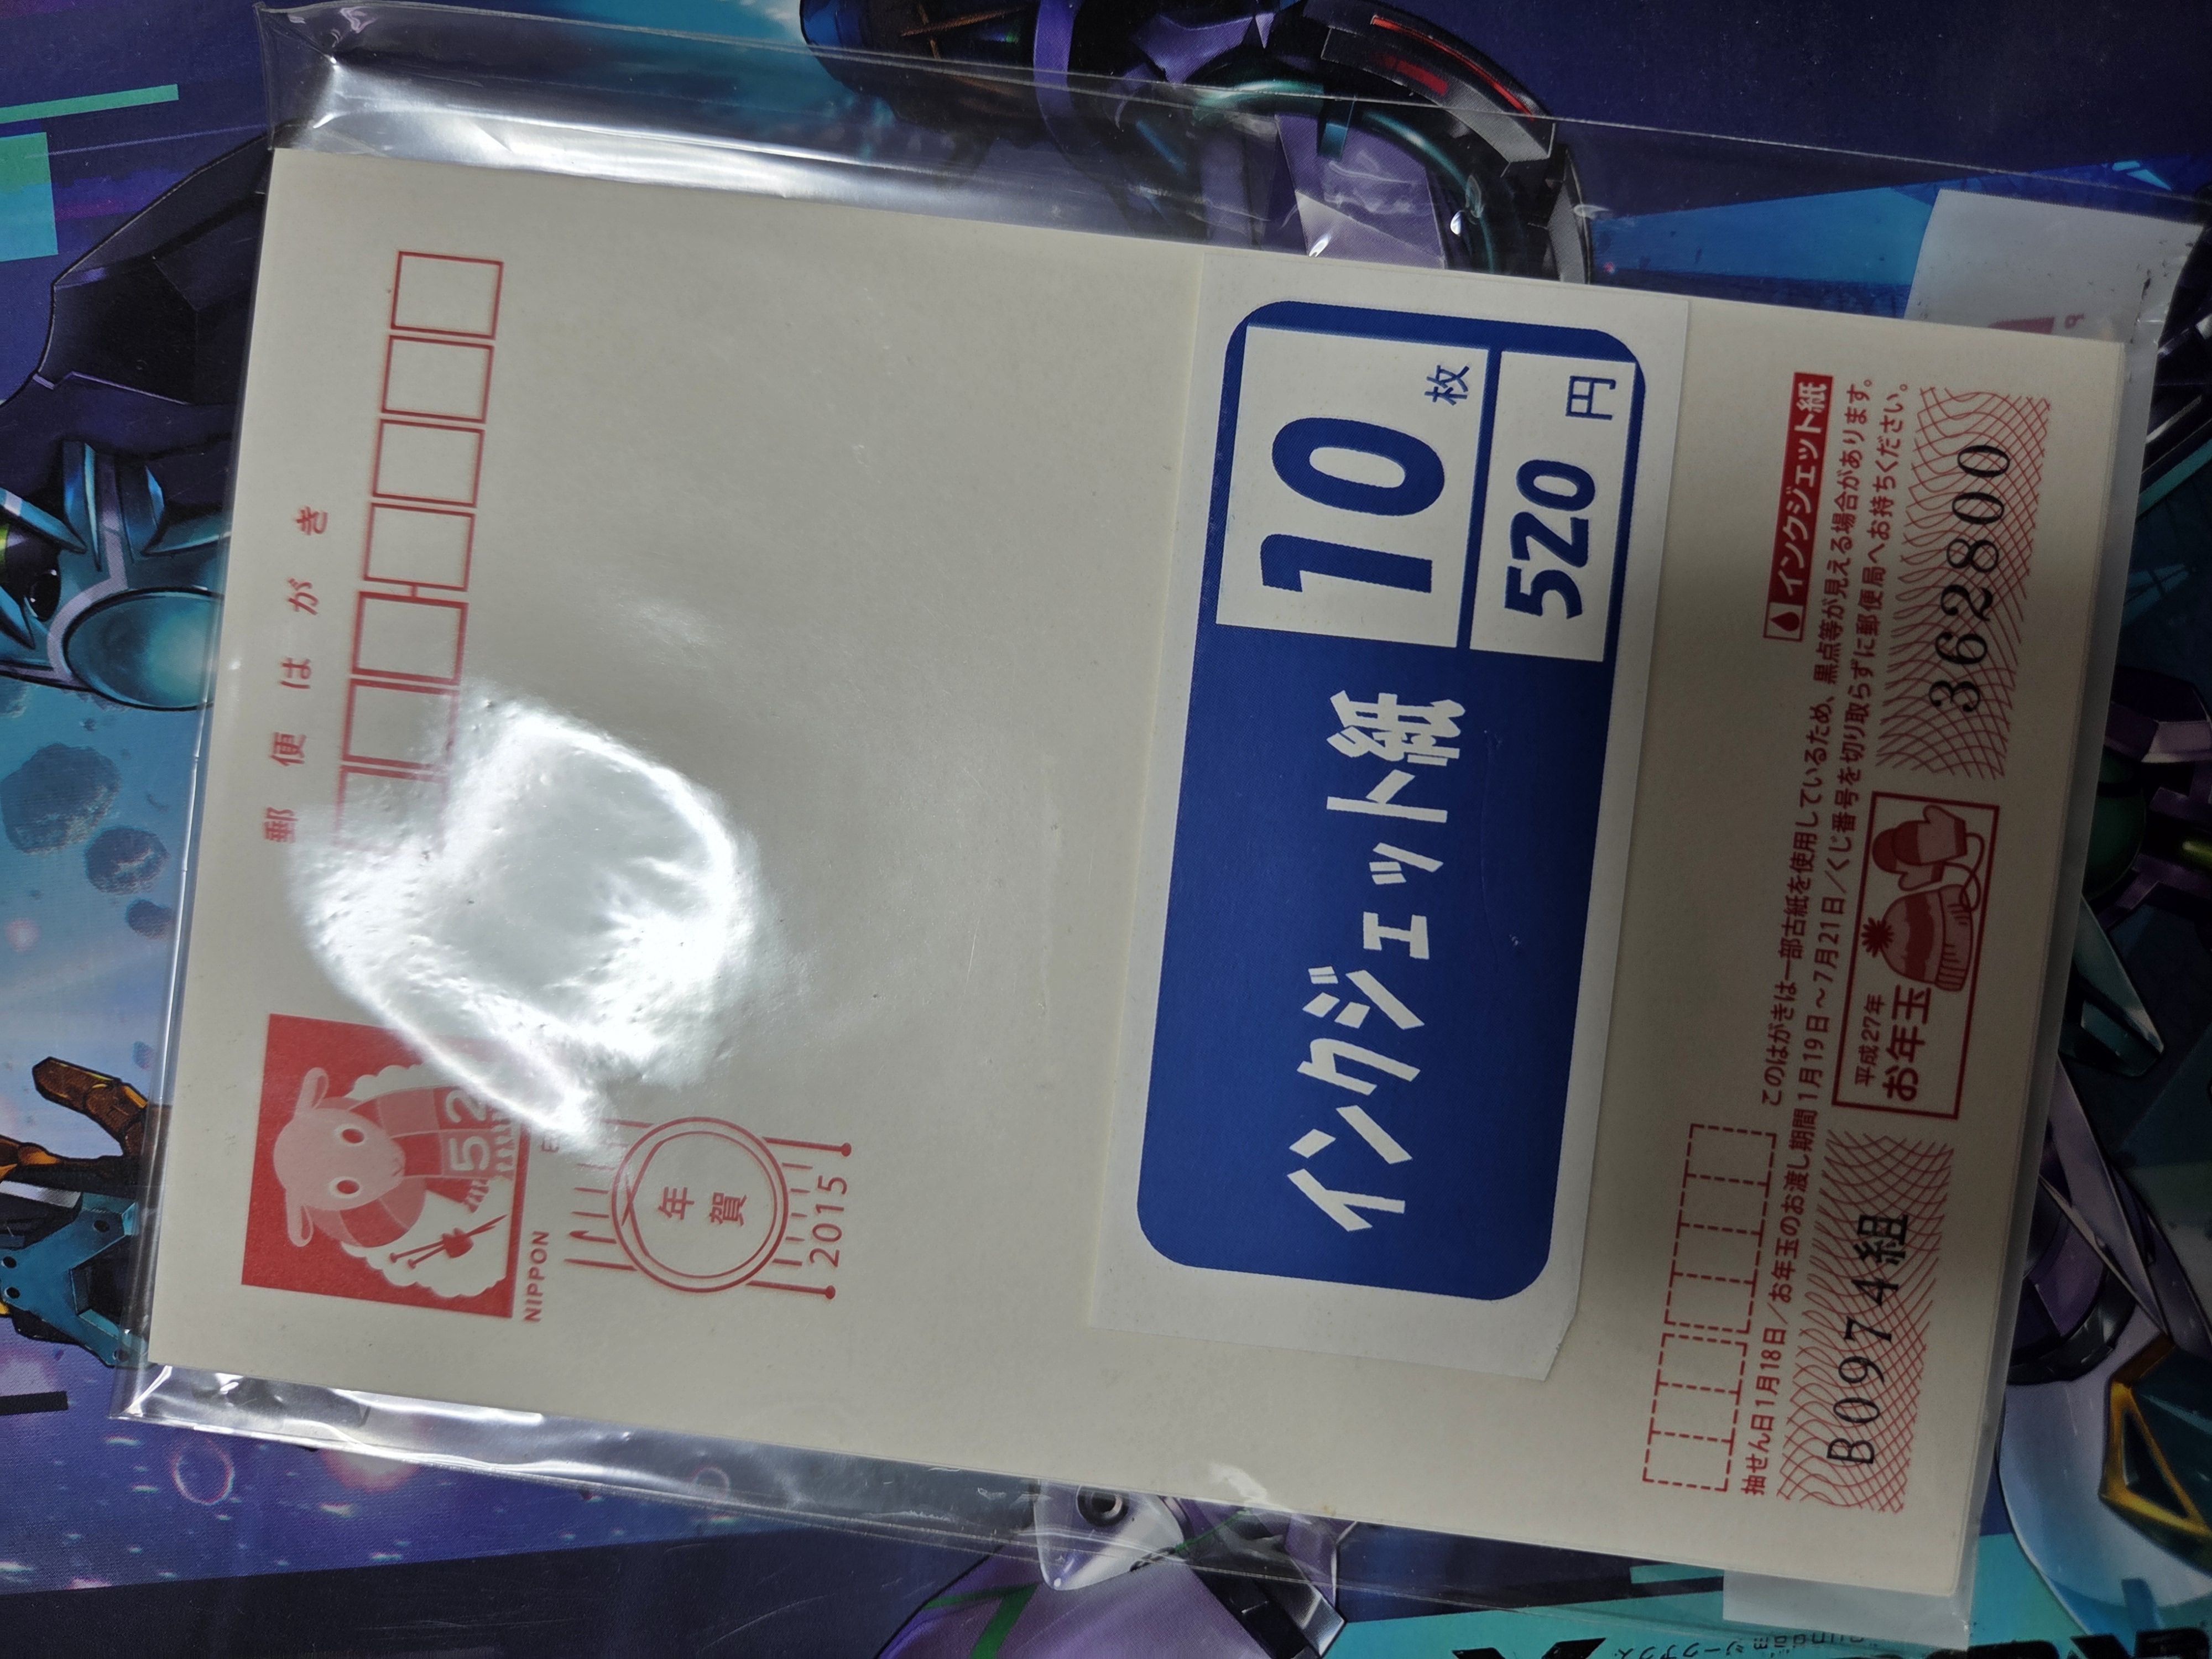 郵便はがき
52
NIPPON
年賀
2015
インクジェット紙
10枚
520円
インクジェット紙
このはがきは一部古紙を使用しているため、黒点等が見える場合があります。
抽せん日1月18日/お年玉のお渡し期間1月19日～7月21日/くじ番号を切り取らずに郵便局へお持ちください。
B0974組
平成27年
お年玉
362800